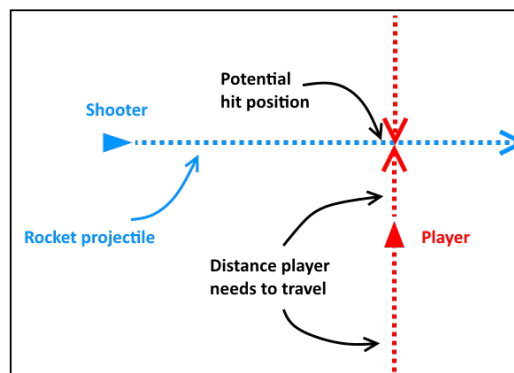 Potential
hit position
Shooter
Rocket projectile
Player
Distance player
needs to travel